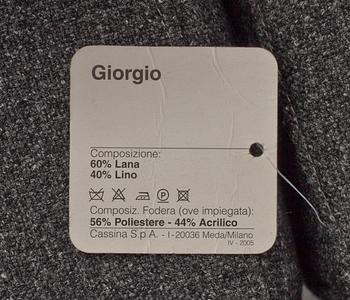 Giorgio
Composizione:
60% Lana
40% Lino
P
Composiz. Fodera (ove impiegata):
56% Poliestere - 44% Acrilico
Cassina S.p.A. - I-20036 Meda/Milano
IV - 2005